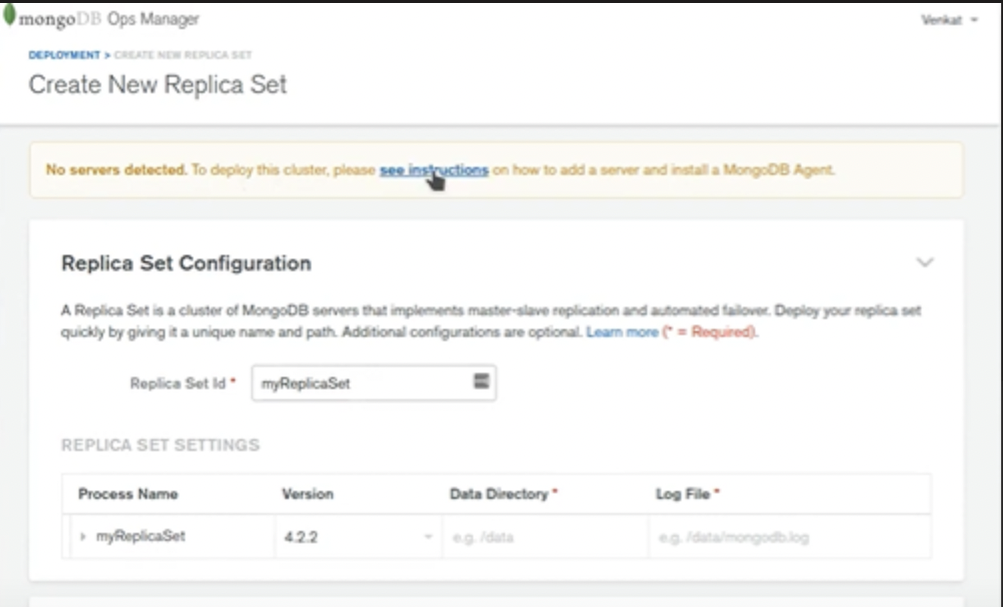 mongoDB Ops Manager
Venkat
DEPLOYMENT > CREATE NEW REPLICA SET
Create New Replica Set
No servers detected. To deploy this cluster, please see instructions on how to add a server and install a MongoDB Agent.
Replica Set Configuration
A Replica Set is a cluster of MongoDB servers that implements master-slave replication and automated failover. Deploy your replica set
quickly by giving it a unique name and path. Additional configurations are optional. Learn more (* = Required).
Replica Set Id * myReplicaSet
REPLICA SET SETTINGS
Process Name Version Data Directory * Log File *
myReplicaSet 4.2.2 e.g. /data e.g. /data/mongodb.log